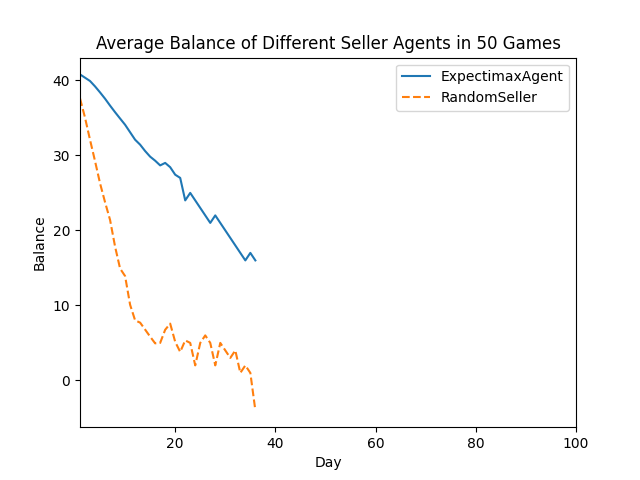 Average Balance of Different Seller Agents in 50 Games
ExpectimaxAgent
RandomSeller
Balance
40
30
20
10
0
20 40 60 80 100
Day